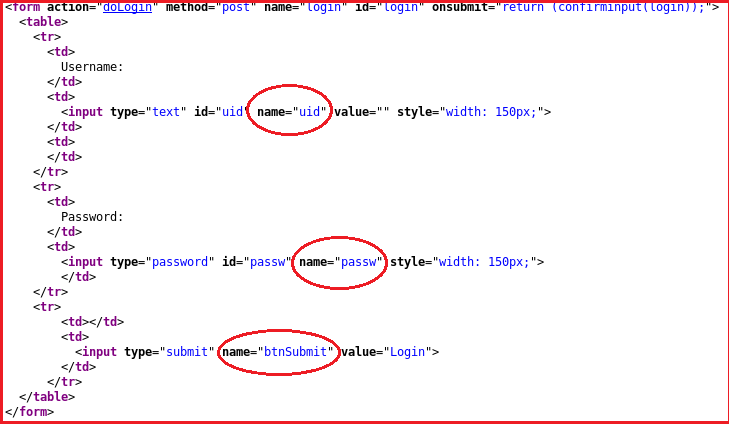 <form action="doLogin" method="post" name="login" id="login" onsubmit="return (confirminput(login));">
<table>
<tr>
<td>
Username:
</td>
<td>
<input type="text" id="uid" name="uid" value="" style="width: 150px;">
</td>
<td>
</td>
</tr>
<tr>
<td>
Password:
</td>
<td>
<input type="password" id="passw" name="passw" style="width: 150px;">
</td>
</tr>
<tr>
<td></td>
<td>
<input type="submit" name="btnSubmit" value="Login">
</td>
</tr>
</table>
</form>